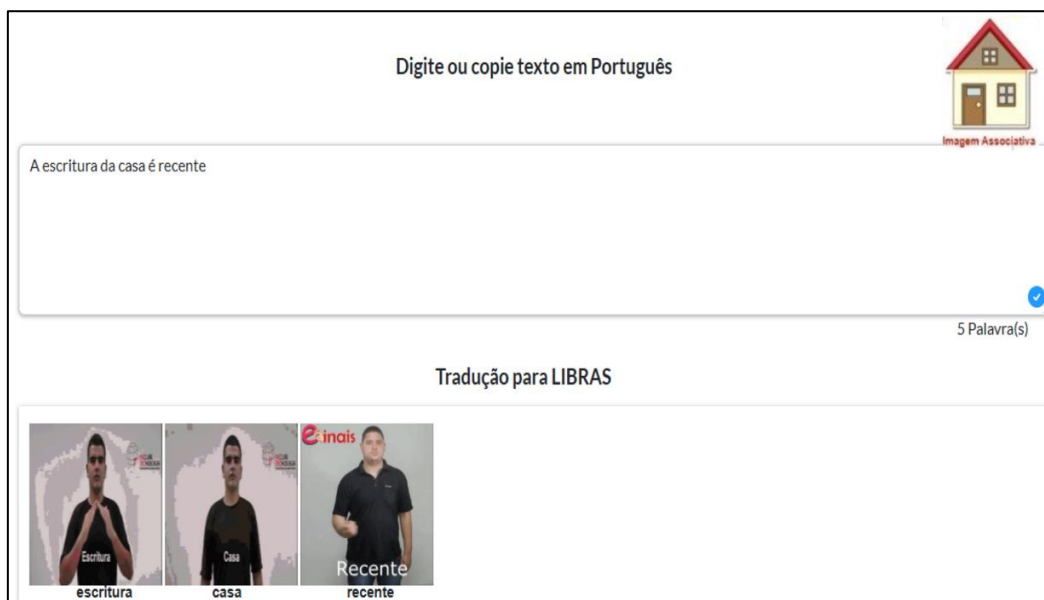 Digite ou copie texto em Português
Imagem Associativa
A escritura da casa é recente
5 Palavra(s)
Tradução para LIBRAS
Escritura
Casa
Recente
escritura
casa
recente